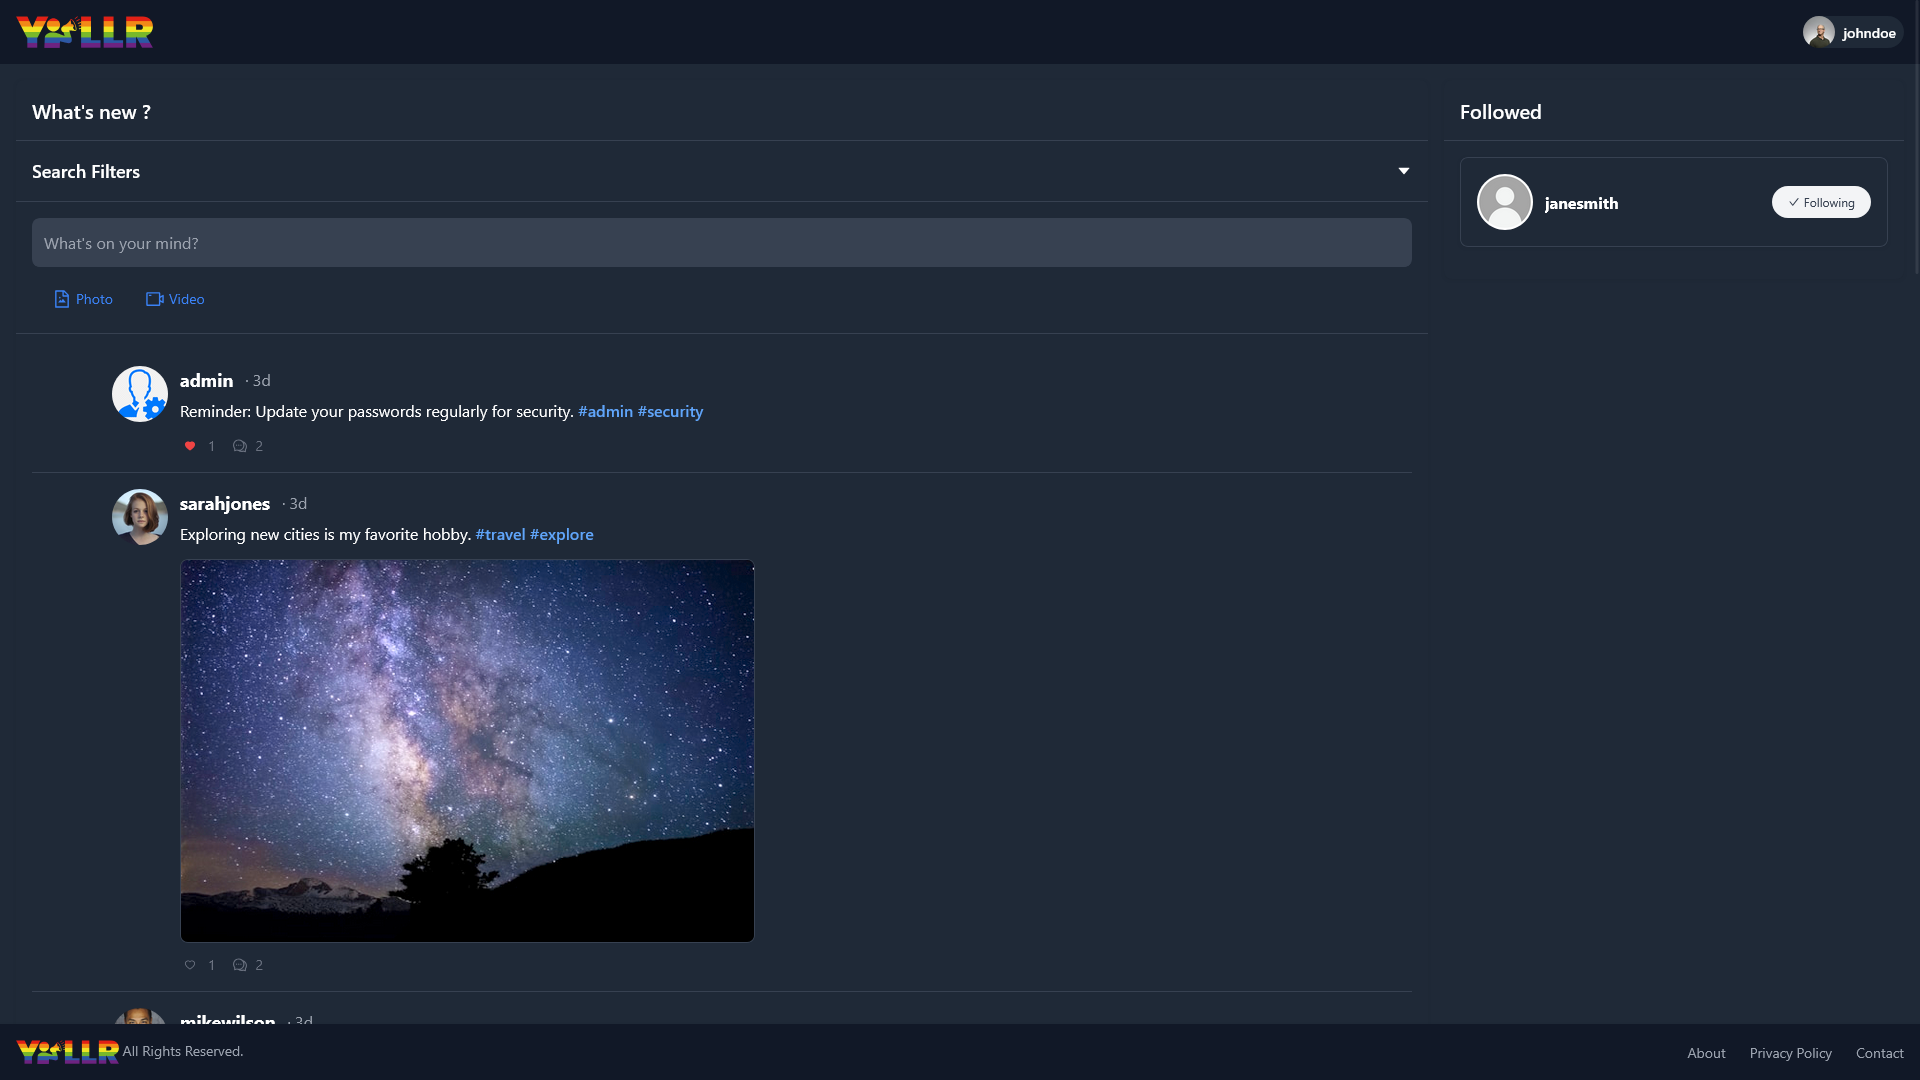 YOLLR
johndoe
What's new ?
Search Filters
What's on your mind?
Photo
Video
admin · 3d
Reminder: Update your passwords regularly for security. #admin #security
1
2
sarahjones · 3d
Exploring new cities is my favorite hobby. #travel #explore
1
2
mikewilson · 3d
Followed
janesmith
Following
YOLLR All Rights Reserved.
About
Privacy Policy
Contact